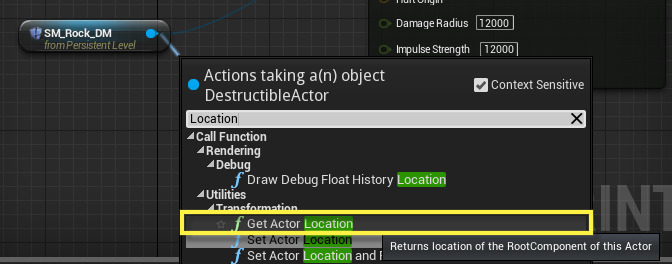 Hurt Origin
Damage Radius 12000
SM_Rock_DM
from Persistent Level
Impulse Strength 12000
Actions taking a(n) object
DestructibleActor
Context Sensitive
Location
Call Function
Rendering
Debug
Draw Debug Float History Location
Utilities
Transformation
Get Actor Location
Set Actor Location
Returns location of the RootComponent of this Actor
Set Actor Location and R
INT